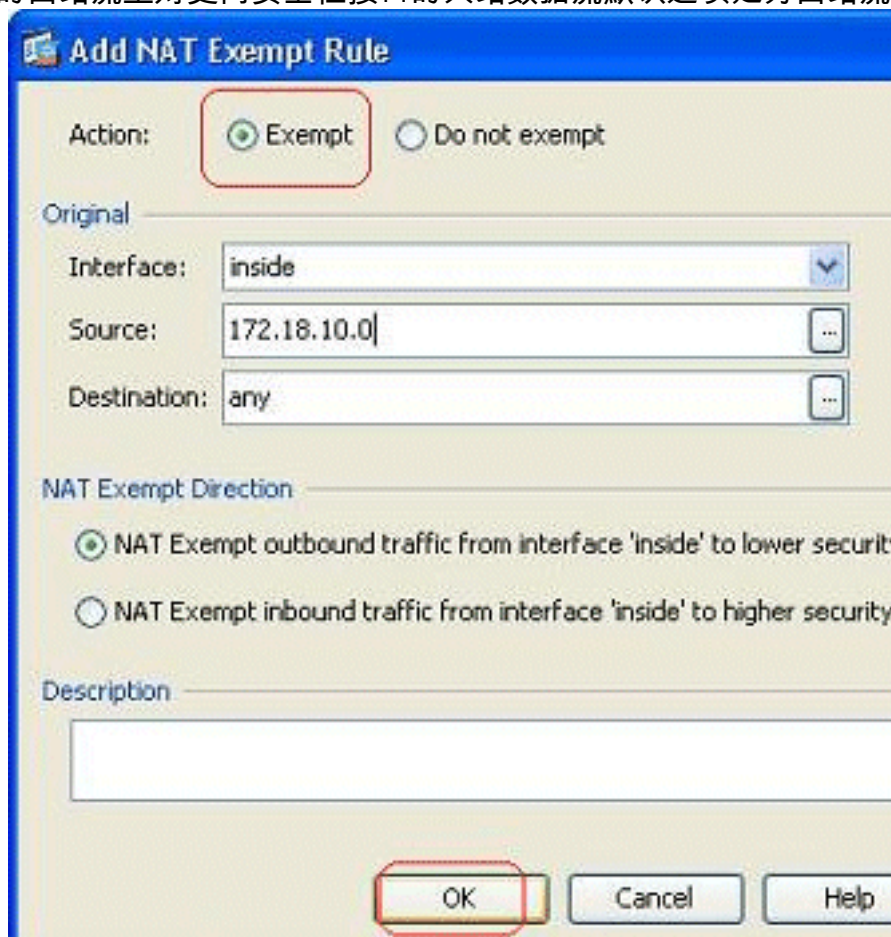 Add NAT Exempt Rule
Action: Exempt Do not exempt
Original
Interface: inside
Source: 172.18.10.0
...
Destination: any
...
NAT Exempt Direction
NAT Exempt outbound traffic from interface 'inside' to lower security
NAT Exempt inbound traffic from interface 'inside' to higher security
Description
OK Cancel Help